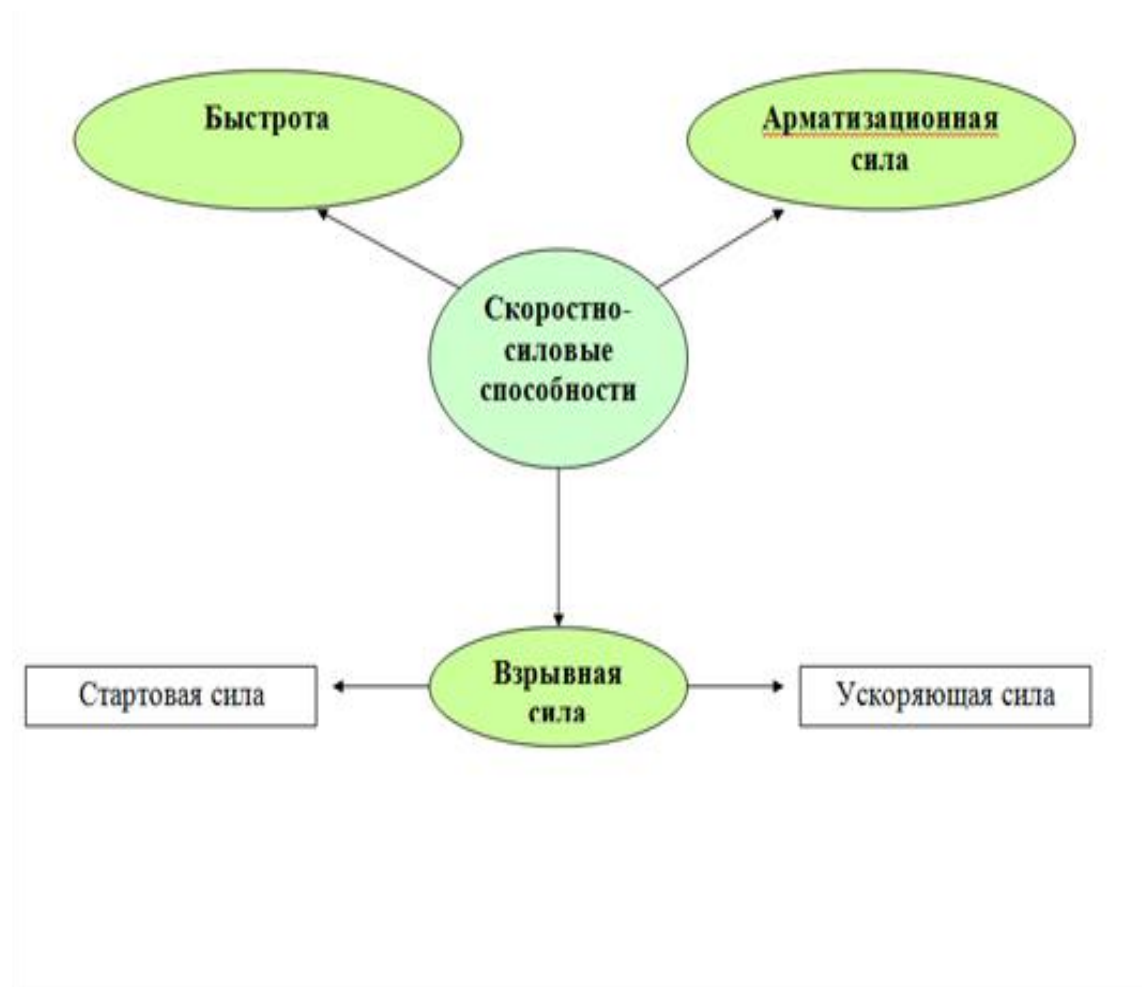 Быстрота
Арматизационная
сила
Скоростно-
силовые
способности
Взрывная
сила
Стартовая сила
Ускоряющая сила